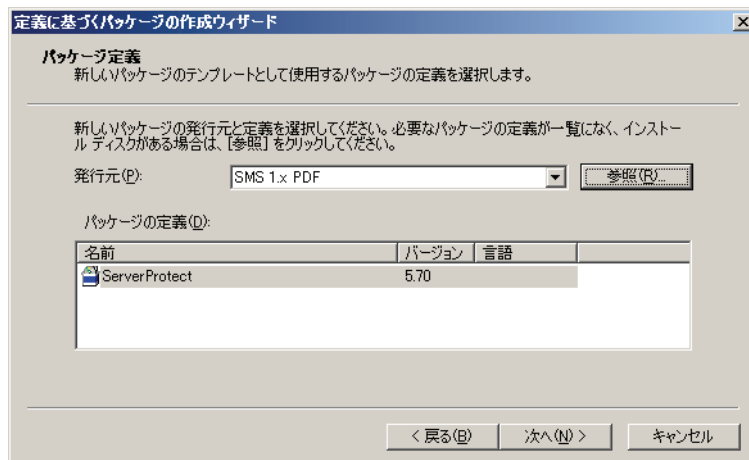 定義に基づくパッケージの作成ウィザード
パッケージ定義
新しいパッケージのテンプレートとして使用するパッケージの定義を選択します。
新しいパッケージの発行元と定義を選択してください。必要なパッケージの定義が一覧になく、インストー
ル ディスクがある場合は、[参照] をクリックしてください。
発行元(P): SMS 1.x PDF 参照(R)...
パッケージの定義(D):
名前 バージョン 言語
ServerProtect 5.70
< 戻る(B) 次へ(N) > キャンセル